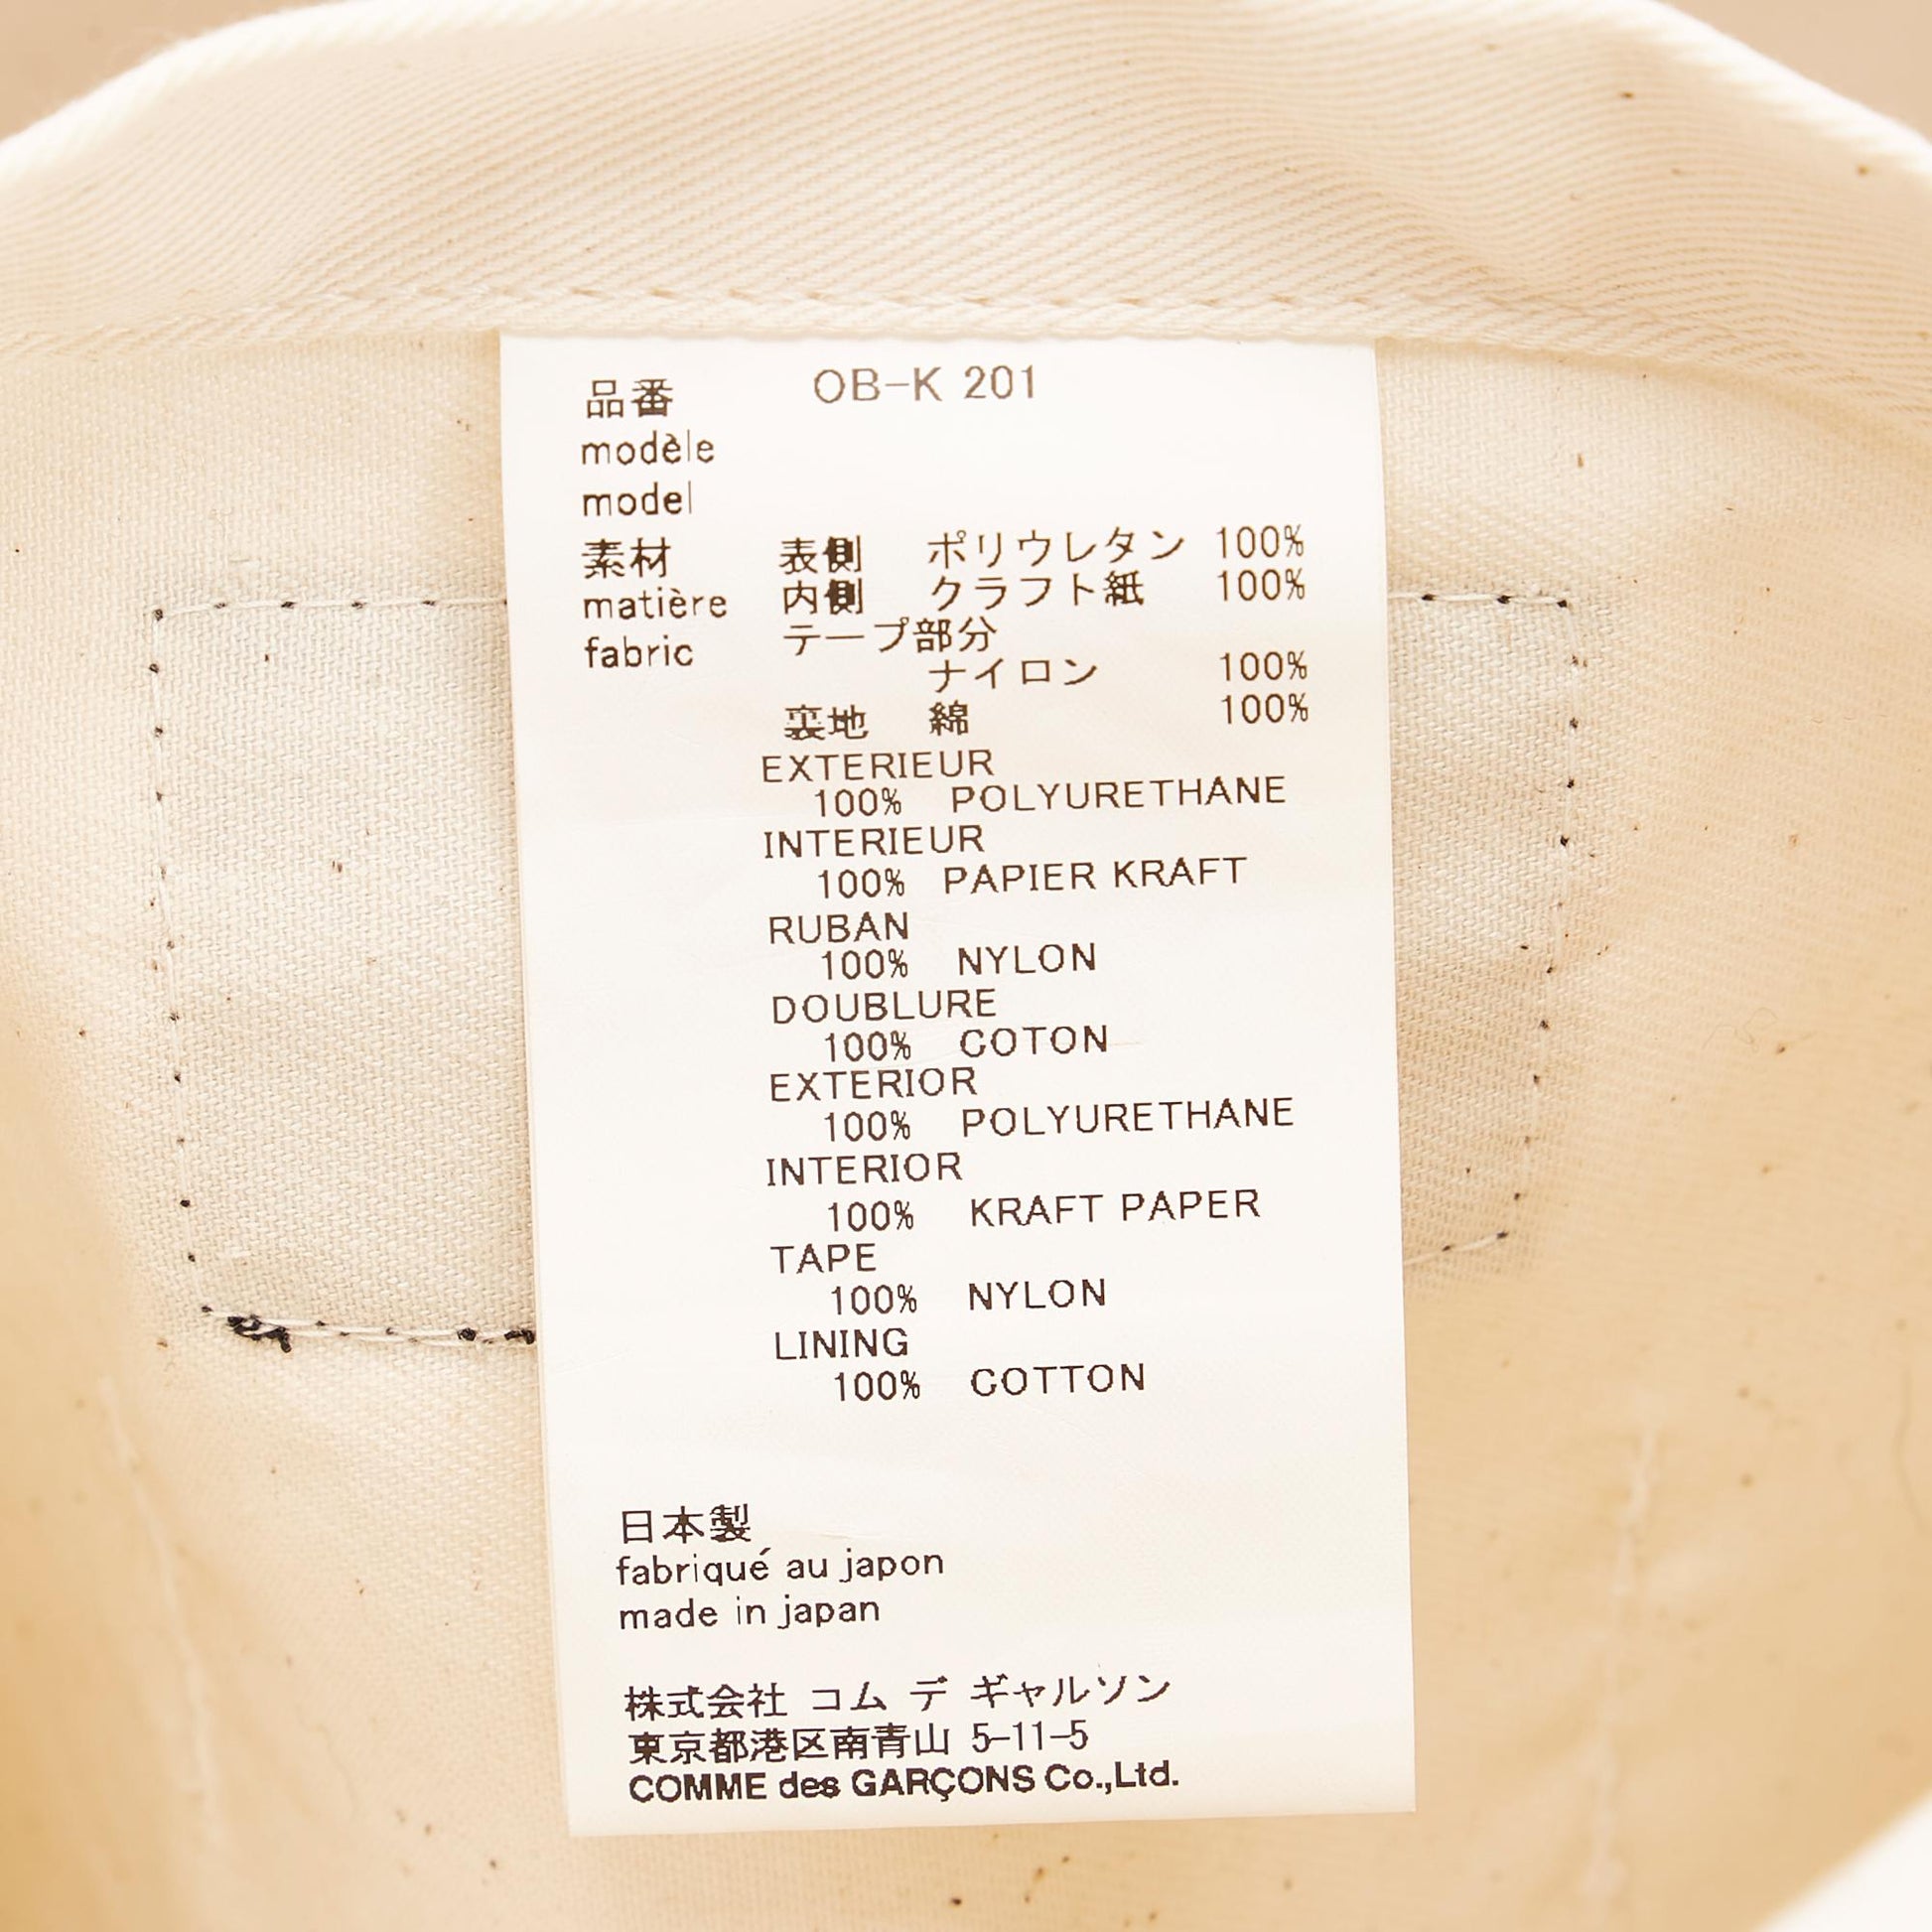 品番 OB-K 201
modèle
model
素材 表側 ポリウレタン 100%
matière 内側 クラフト紙 100%
fabric テープ部分
ナイロン 100%
裏地 綿 100%
EXTERIEUR
100% POLYURETHANE
INTERIEUR
100% PAPIER KRAFT
RUBAN
100% NYLON
DOUBLURE
100% COTON
EXTERIOR
100% POLYURETHANE
INTERIOR
100% KRAFT PAPER
TAPE
100% NYLON
LINING
100% COTTON
日本製
fabriqué au japon
made in japan
株式会社 コム デ ギャルソン
東京都港区南青山 5-11-5
COMME des GARÇONS Co.,Ltd.